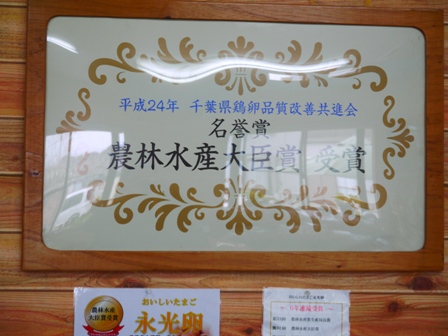 平成24年 千葉県鶏卵品質改善共進会
名誉賞
農林水産大臣賞 受賞
農林水産
大臣賞受賞
おいしいたまご
永光卵